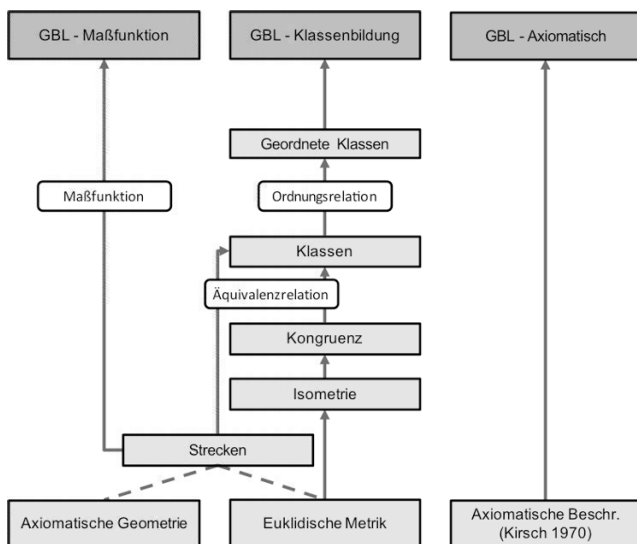 GBL - Maßfunktion
GBL - Klassenbildung
GBL - Axiomatisch
Geordnete Klassen
Maßfunktion
Ordnungsrelation
Klassen
Äquivalenzrelation
Kongruenz
Isometrie
Strecken
Axiomatische Geometrie
Euklidische Metrik
Axiomatische Beschr.
(Kirsch 1970)